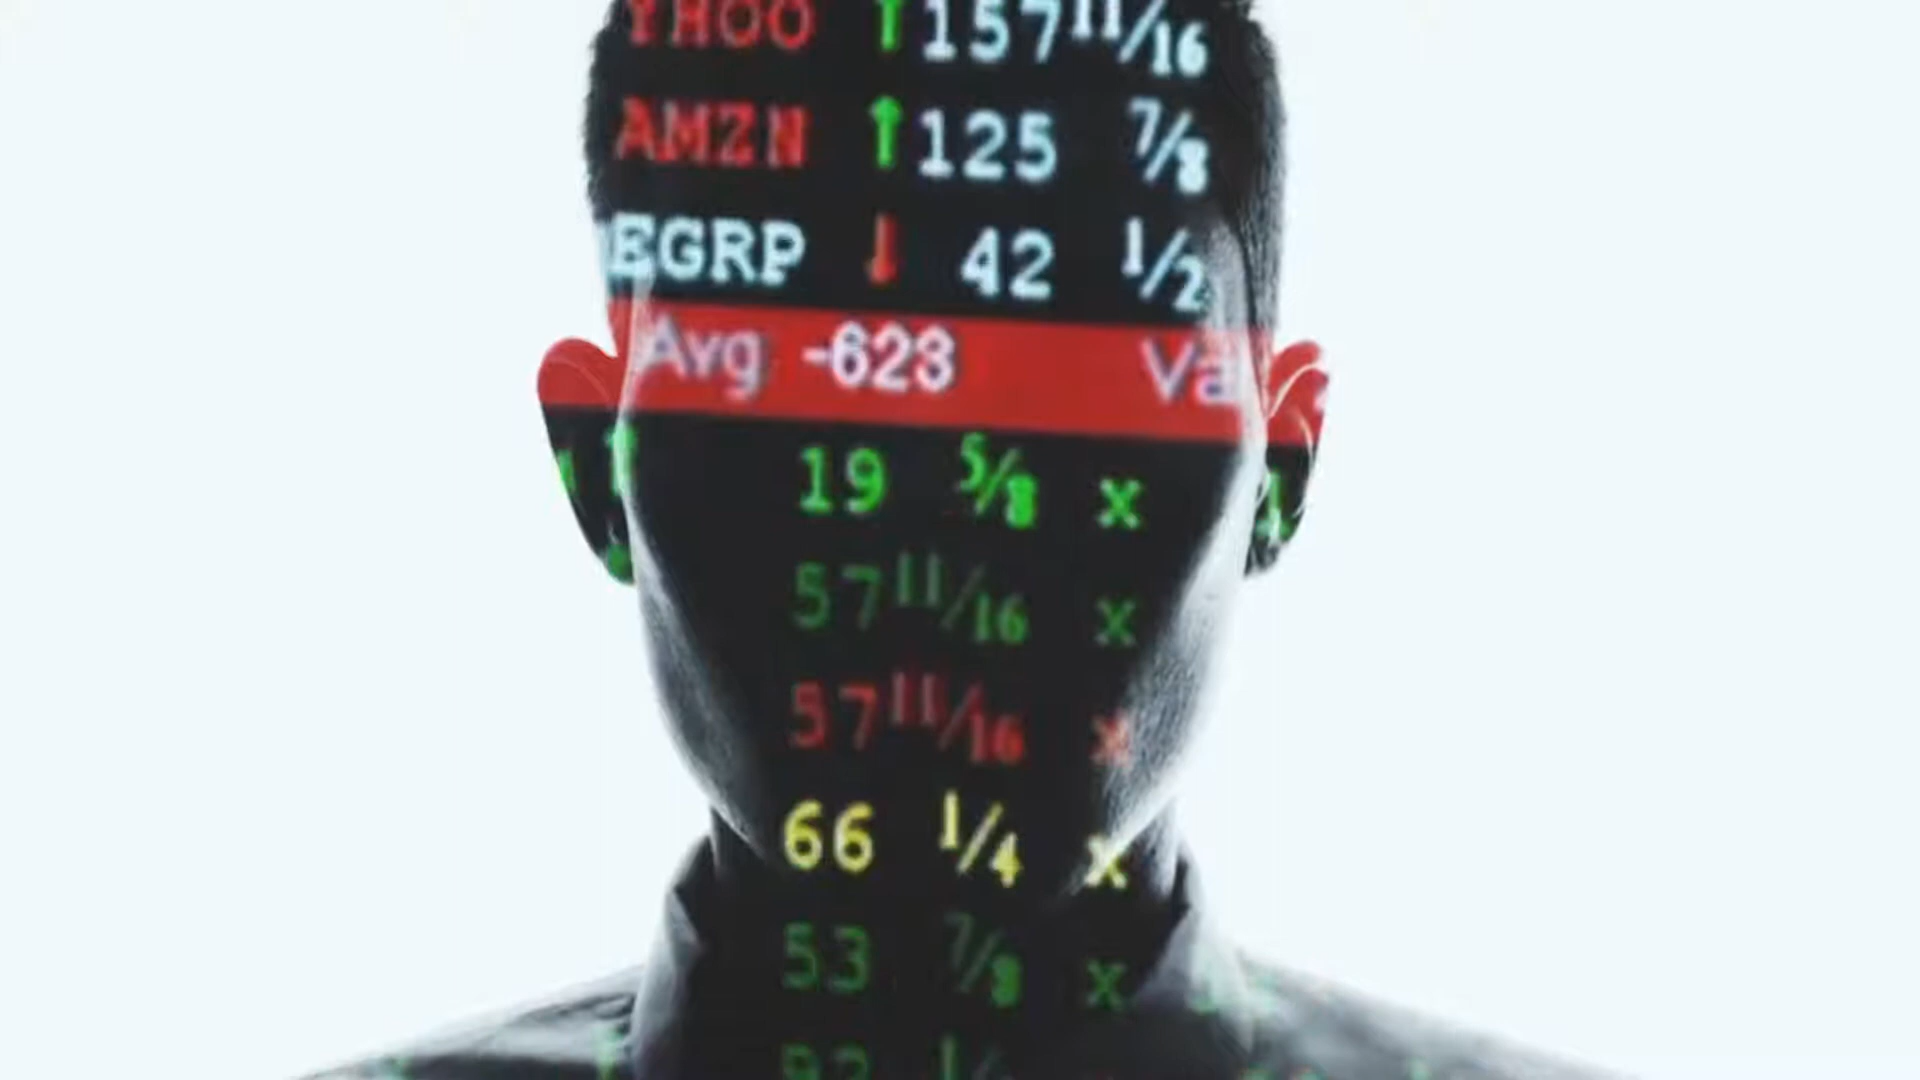 YHOO ↑ 157 11/16
AMZN ↑ 125 7/8
EGRP ↓ 42 1/2
Avg -623 Va
19 5/8 x
57 11/16 x
57 11/16 x
66 1/4 x
53 7/8 x